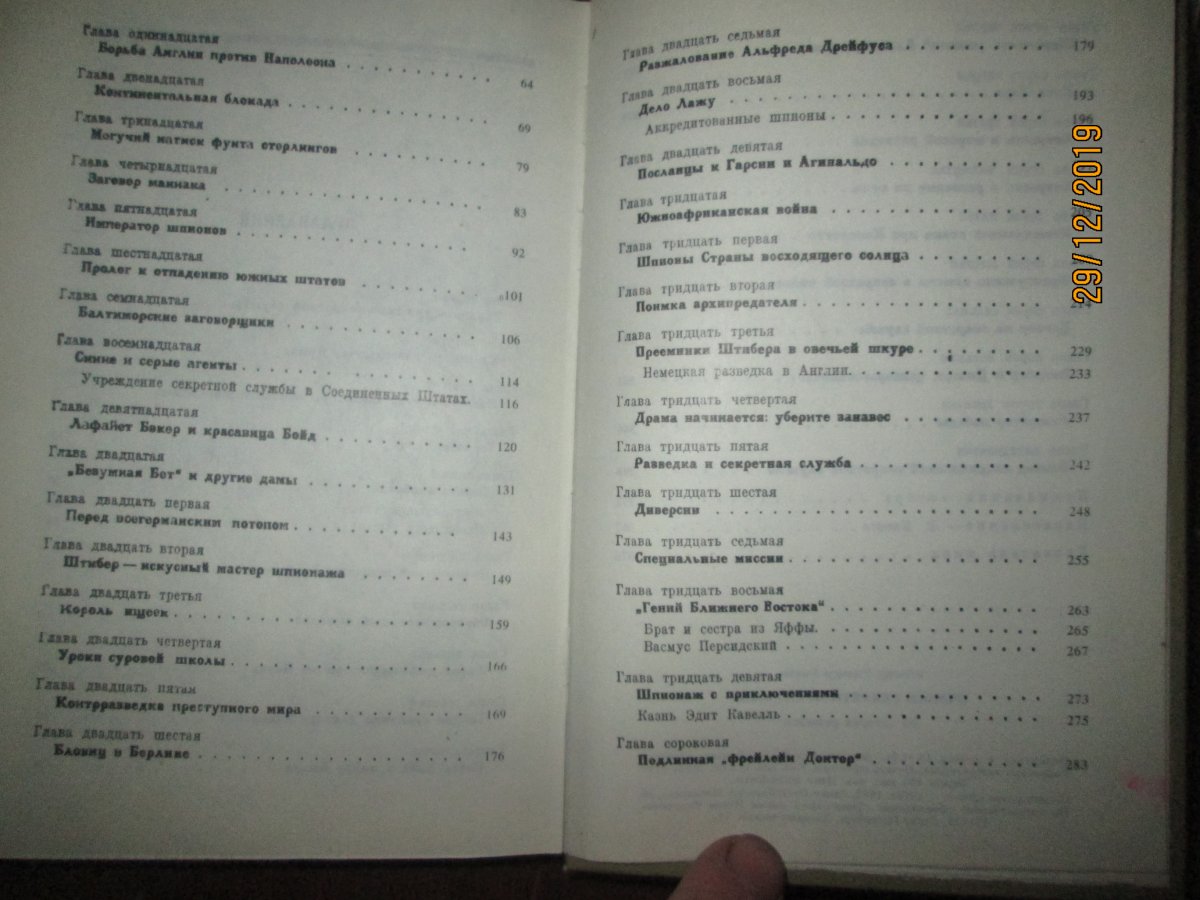 Глава одиннадцатая
Борьба Англии против Наполеона . . . . . . . . . . 64
Глава двенадцатая
Континентальная блокада . . . . . . . . . . . . . 69
Глава тринадцатая
Могучий натиск фунта стерлингов . . . . . . . . . 79
Глава четырнадцатая
Заговор маниака . . . . . . . . . . . . . . . . . 83
Глава пятнадцатая
Император шпионов . . . . . . . . . . . . . . . . 92
Глава шестнадцатая
Пролог к отпадению южных штатов . . . . . . . . . 101
Глава семнадцатая
Балтиморские заговорщики . . . . . . . . . . . . . 106
Глава восемнадцатая
Синие и серые агенты . . . . . . . . . . . . . . . 114
Учреждение секретной службы в Соединенных Штатах. 116
Глава девятнадцатая
Лафайет Бекер и красавица Бойд . . . . . . . . . . 120
Глава двадцатая
„Безумная Бет“ и другие дамы . . . . . . . . . . . 131
Глава двадцать первая
Перед всегерманским потопом . . . . . . . . . . . 143
Глава двадцать вторая
Штибер — искусный мастер шпионажа . . . . . . . . 149
Глава двадцать третья
Король ищеек . . . . . . . . . . . . . . . . . . . 159
Глава двадцать четвертая
Уроки суровой школы . . . . . . . . . . . . . . . 166
Глава двадцать пятая
Контрразведка преступного мира . . . . . . . . . . 169
Глава двадцать шестая
Бловиц в Берлине . . . . . . . . . . . . . . . . . 176
Глава двадцать седьмая
Разжалование Альфреда Дрейфуса . . . . . . . . . . 179
Глава двадцать восьмая
Дело Лажу . . . . . . . . . . . . . . . . . . . . 193
Аккредитованные шпионы . . . . . . . . . . . . . . 196
Глава двадцать девятая
Посланцы к Гарсии и Агинальдо . . . . . . . . . .
Глава тридцатая
Южноафриканская война . . . . . . . . . . . . . .
Глава тридцать первая
Шпионы Страны восходящего солнца . . . . . . . . .
Глава тридцать вторая
Поимка архипредателя . . . . . . . . . . . . . . . 214
Глава тридцать третья
Преемники Штибера в овечьей шкуре . . . . . . . . 229
Немецкая разведка в Англии. . . . . . . . . . . . 233
Глава тридцать четвертая
Драма начинается: уберите занавес . . . . . . . . 237
Глава тридцать пятая
Разведка и секретная служба . . . . . . . . . . . 242
Глава тридцать шестая
Диверсии . . . . . . . . . . . . . . . . . . . . . 248
Глава тридцать седьмая
Специальные миссии . . . . . . . . . . . . . . . . 255
Глава тридцать восьмая
„Гений Ближнего Востока“ . . . . . . . . . . . . . 263
Брат и сестра из Яффы. . . . . . . . . . . . . . . 265
Васмус Персидский . . . . . . . . . . . . . . . . 267
Глава тридцать девятая
Шпионаж с приключениями . . . . . . . . . . . . . 273
Казнь Эдит Кавелль . . . . . . . . . . . . . . . . 275
Глава сороковая
Подлинная „фрейлейн Доктор“ . . . . . . . . . . . 283
29/12/2019